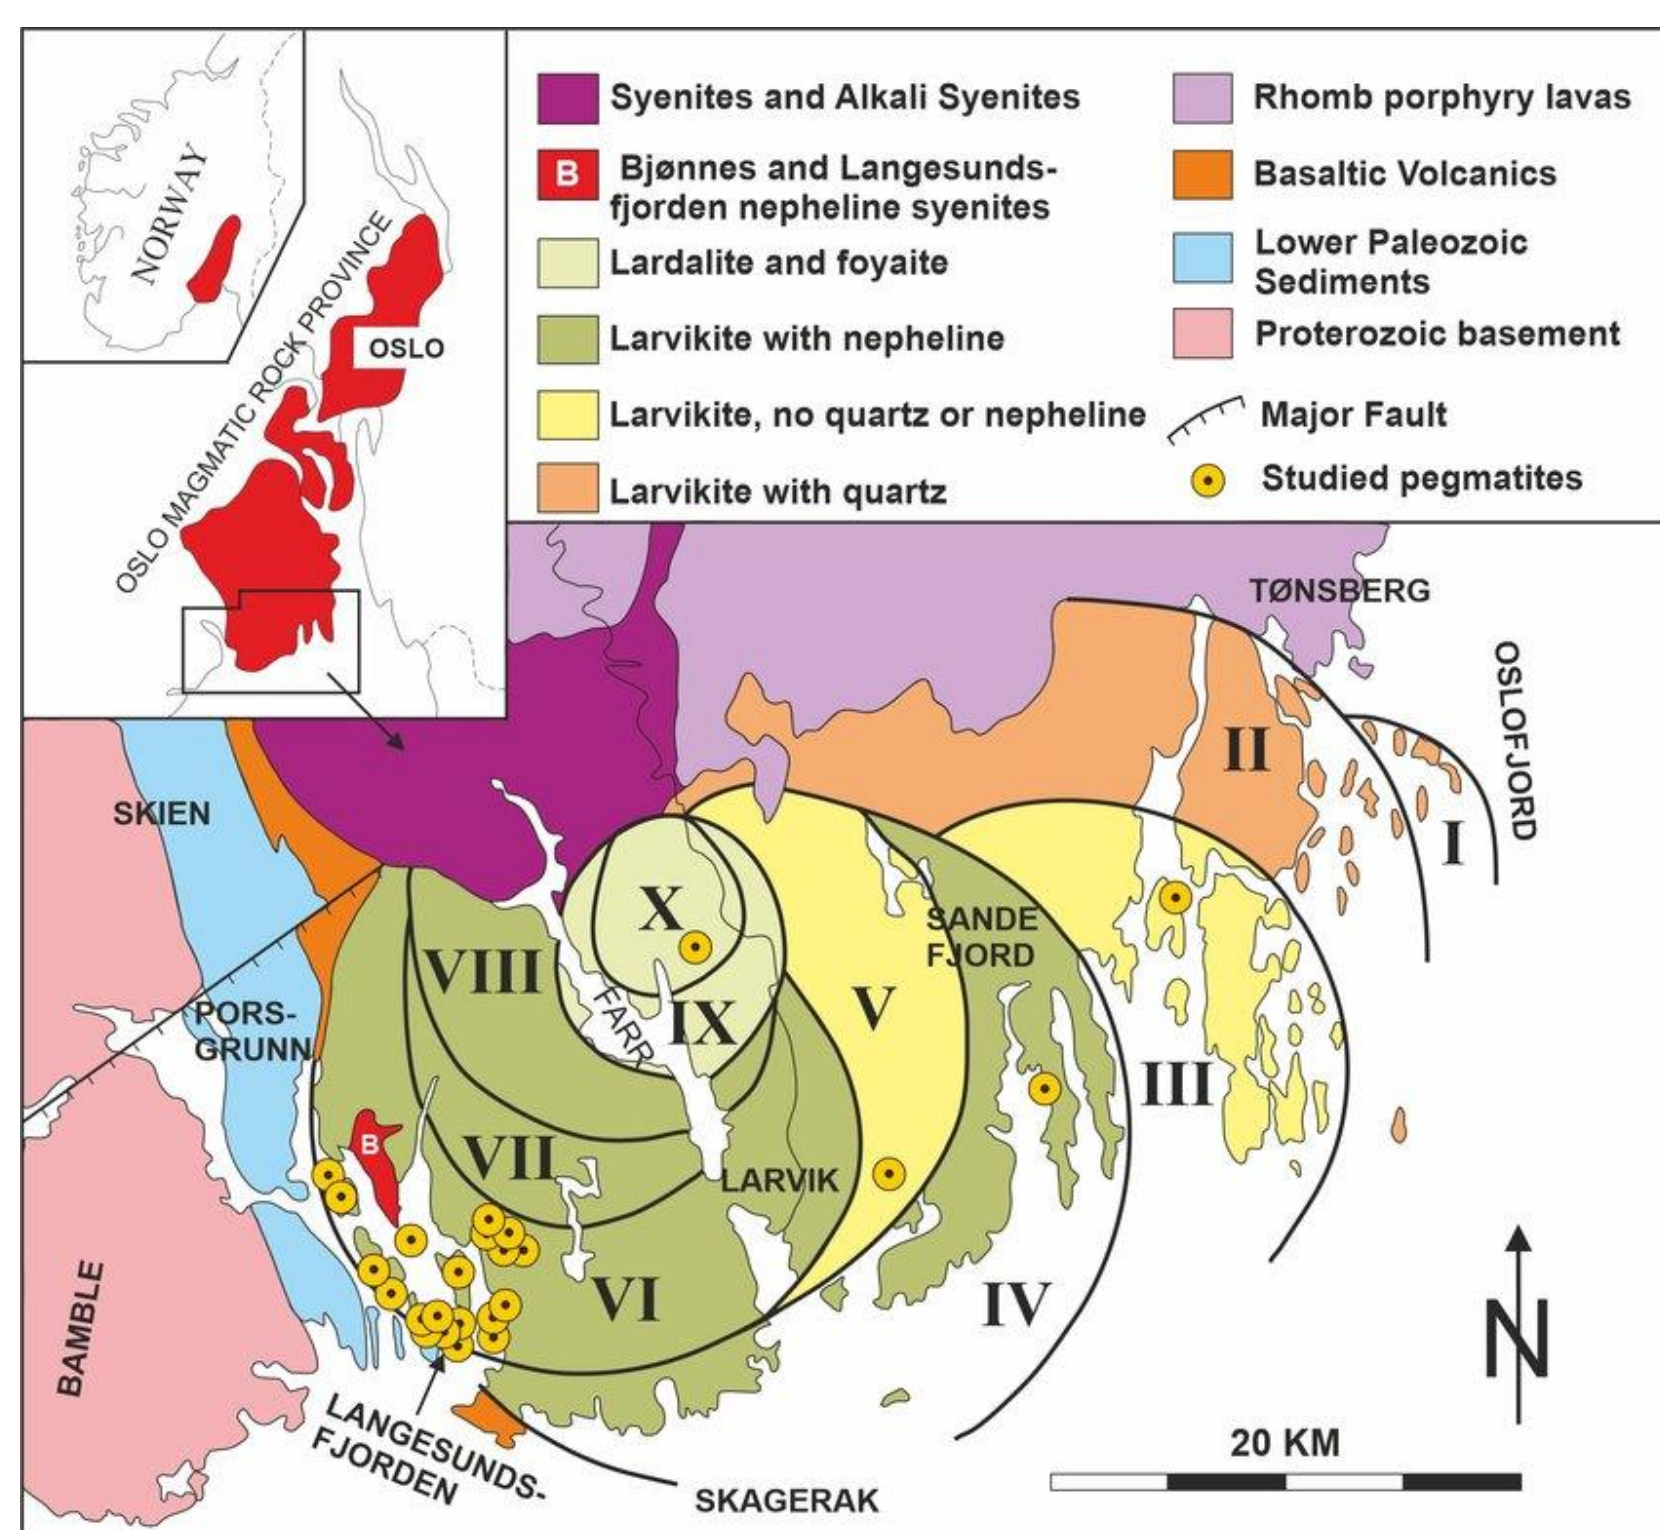 NORWAY
OSLO MAGMATIC ROCK PROVINCE
OSLO
Syenites and Alkali Syenites
B
Bjønnes and Langesunds-
fjorden nepheline syenites
Lardalite and foyaite
Larvikite with nepheline
Larvikite, no quartz or nepheline
Larvikite with quartz
Rhomb porphyry lavas
Basaltic Volcanics
Lower Paleozoic
Sediments
Proterozoic basement
Major Fault
Studied pegmatites
TØNSBERG
OSLOFJORD
II
I
SKIEN
X
SANDE
FJORD
VIII
V
IX
FARR
PORS-
GRUNN
III
B
VII
LARVIK
VI
IV
BAMBLE
N
LANGESUNDS-
FJORDEN
20 KM
SKAGERAK